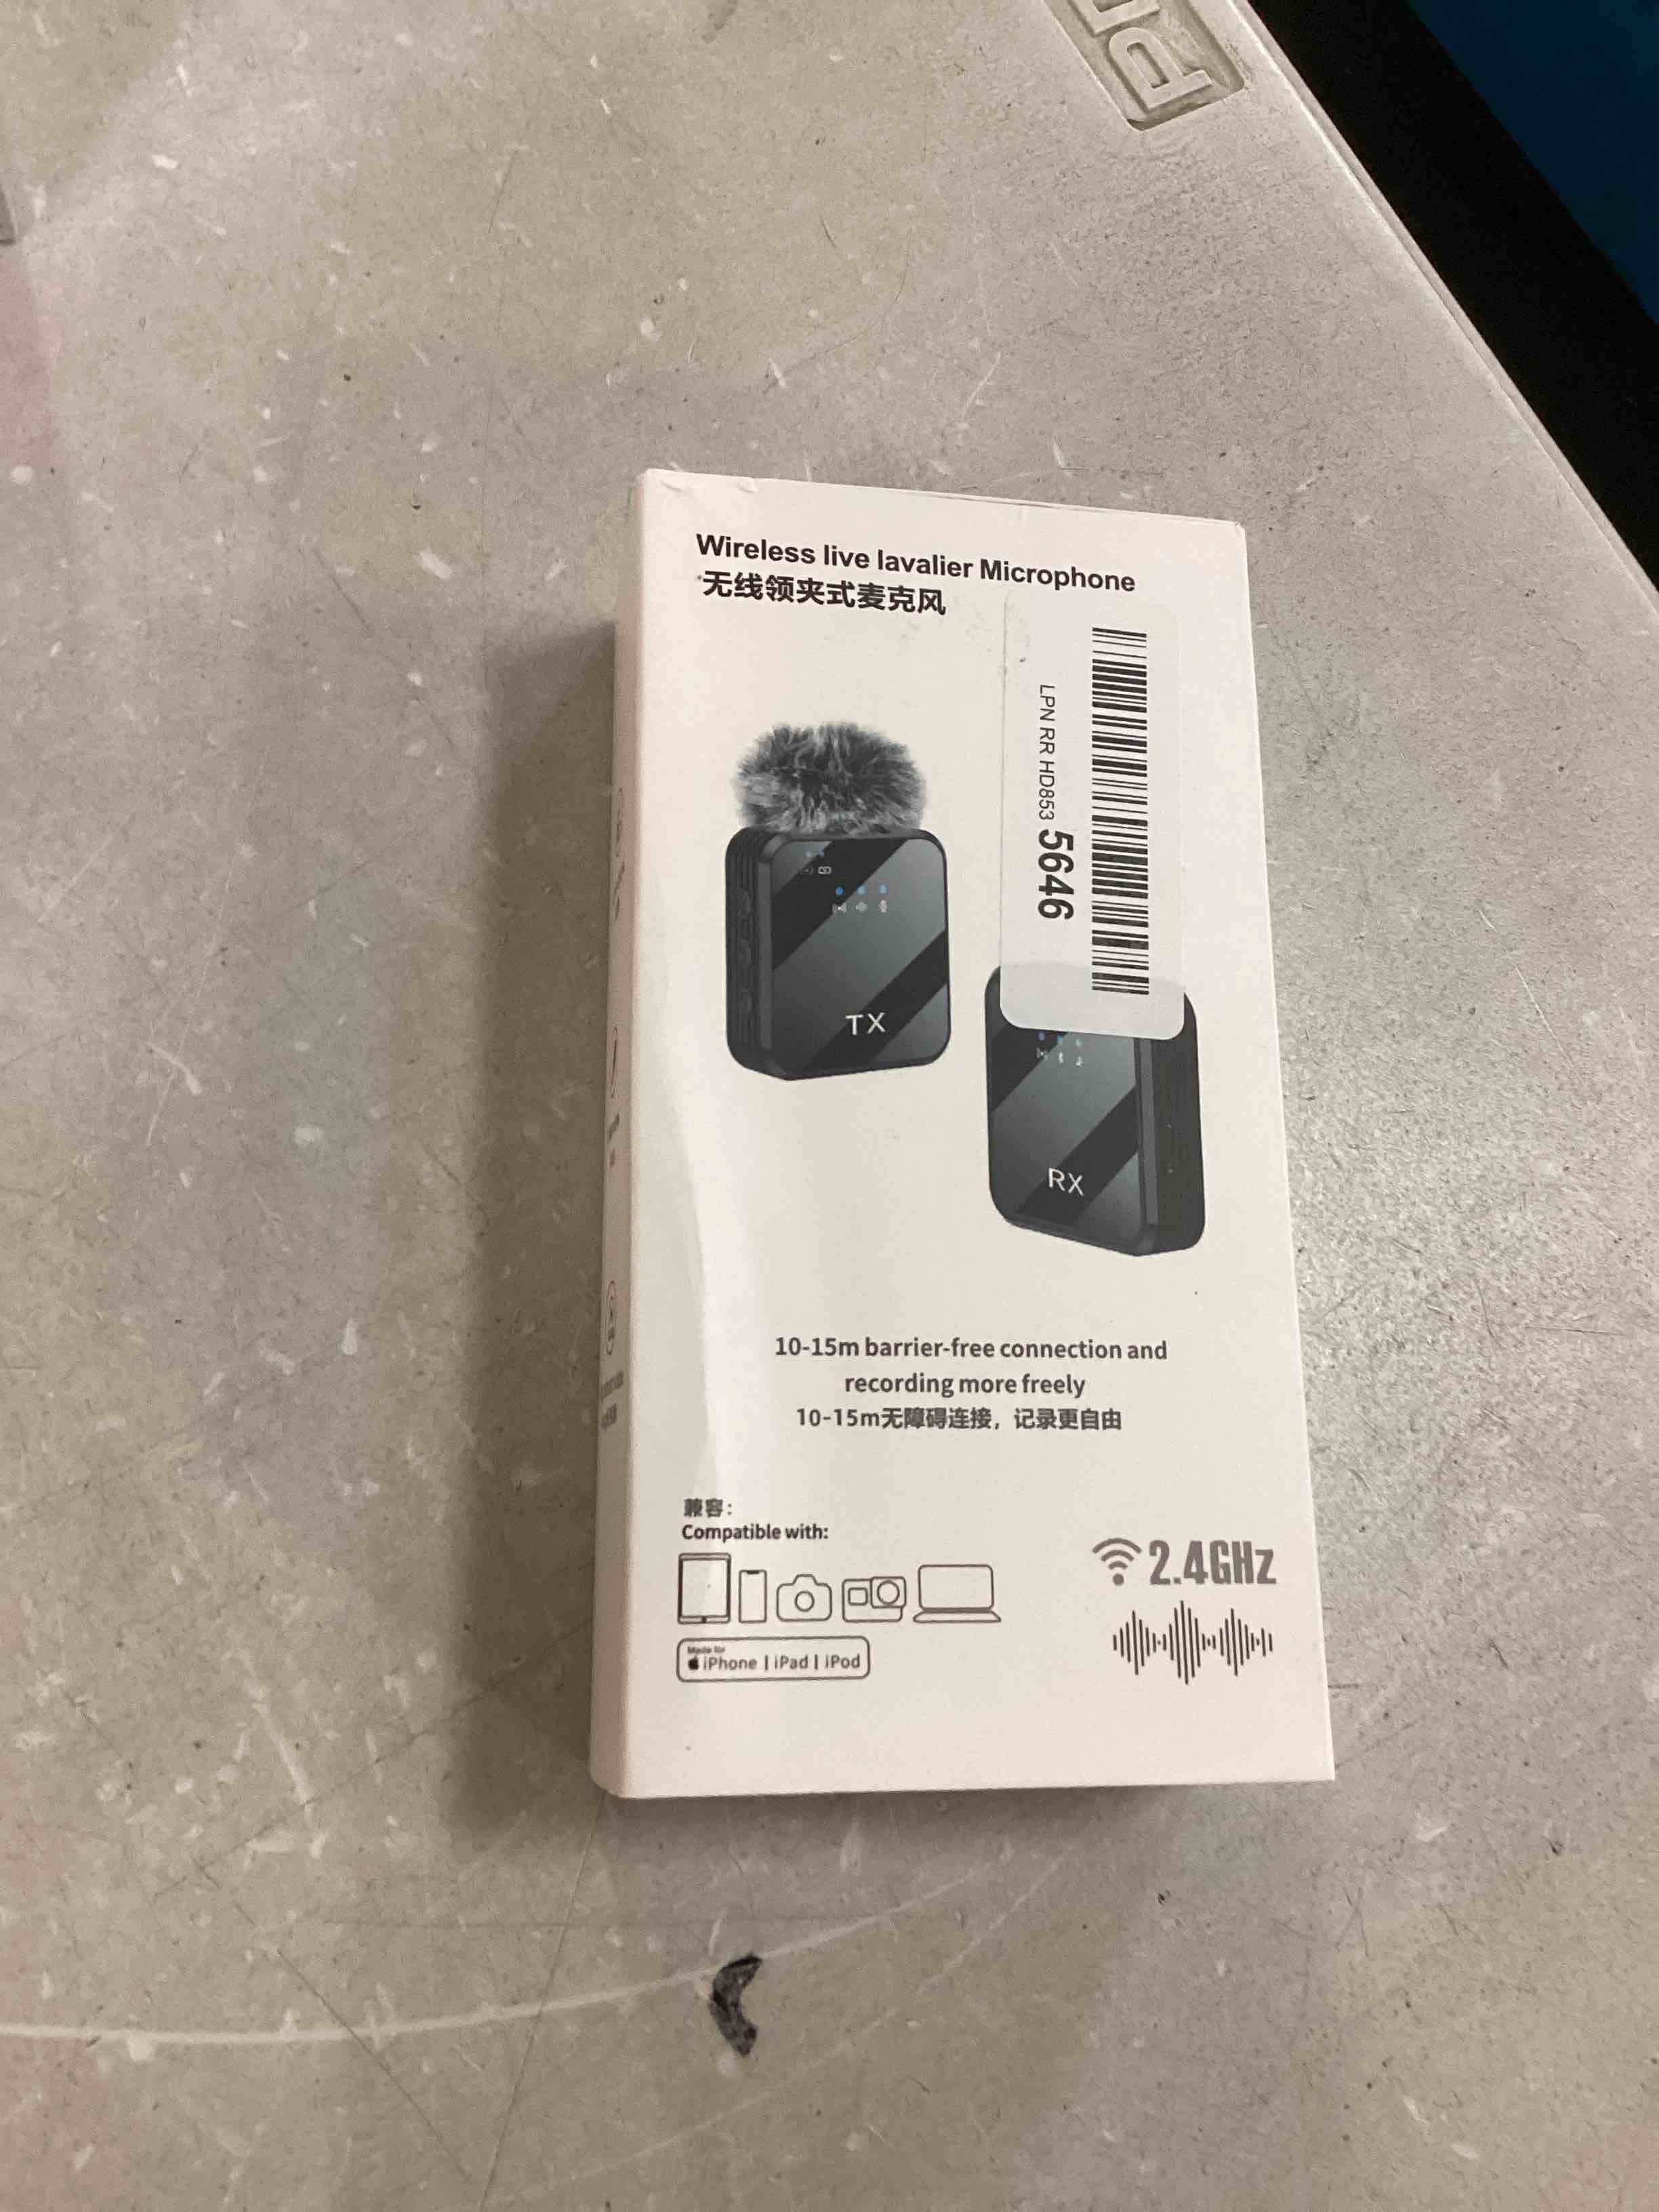 Wireless live lavalier Microphone
无线领夹式麦克风
LPN RR HD853 5646
TX
RX
10-15m barrier-free connection and
recording more freely
10-15m无障碍连接，记录更自由
兼容：
Compatible with:
2.4GHz
Made for
iPhone | iPad | iPod